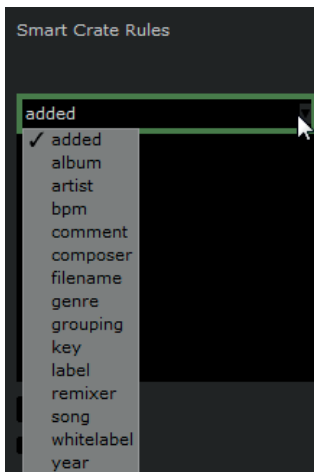 Smart Crate Rules
added
✓ added
album
artist
bpm
comment
composer
filename
genre
grouping
key
label
remixer
song
whitelabel
year